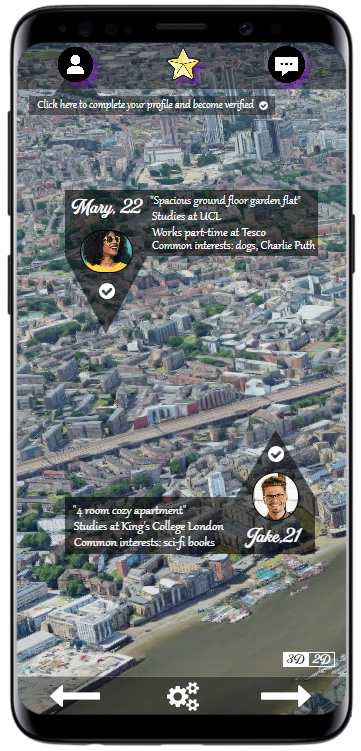 Click here to complete your profile and become verified
Mary, 22
"Spacious ground floor garden flat"
Studies at UCL
Works part-time at Tesco
Common interests: dogs, Charlie Puth
"4 room cozy apartment"
Studies at King's College London
Common interests: sci-fi books
Jake,21
3D 2D